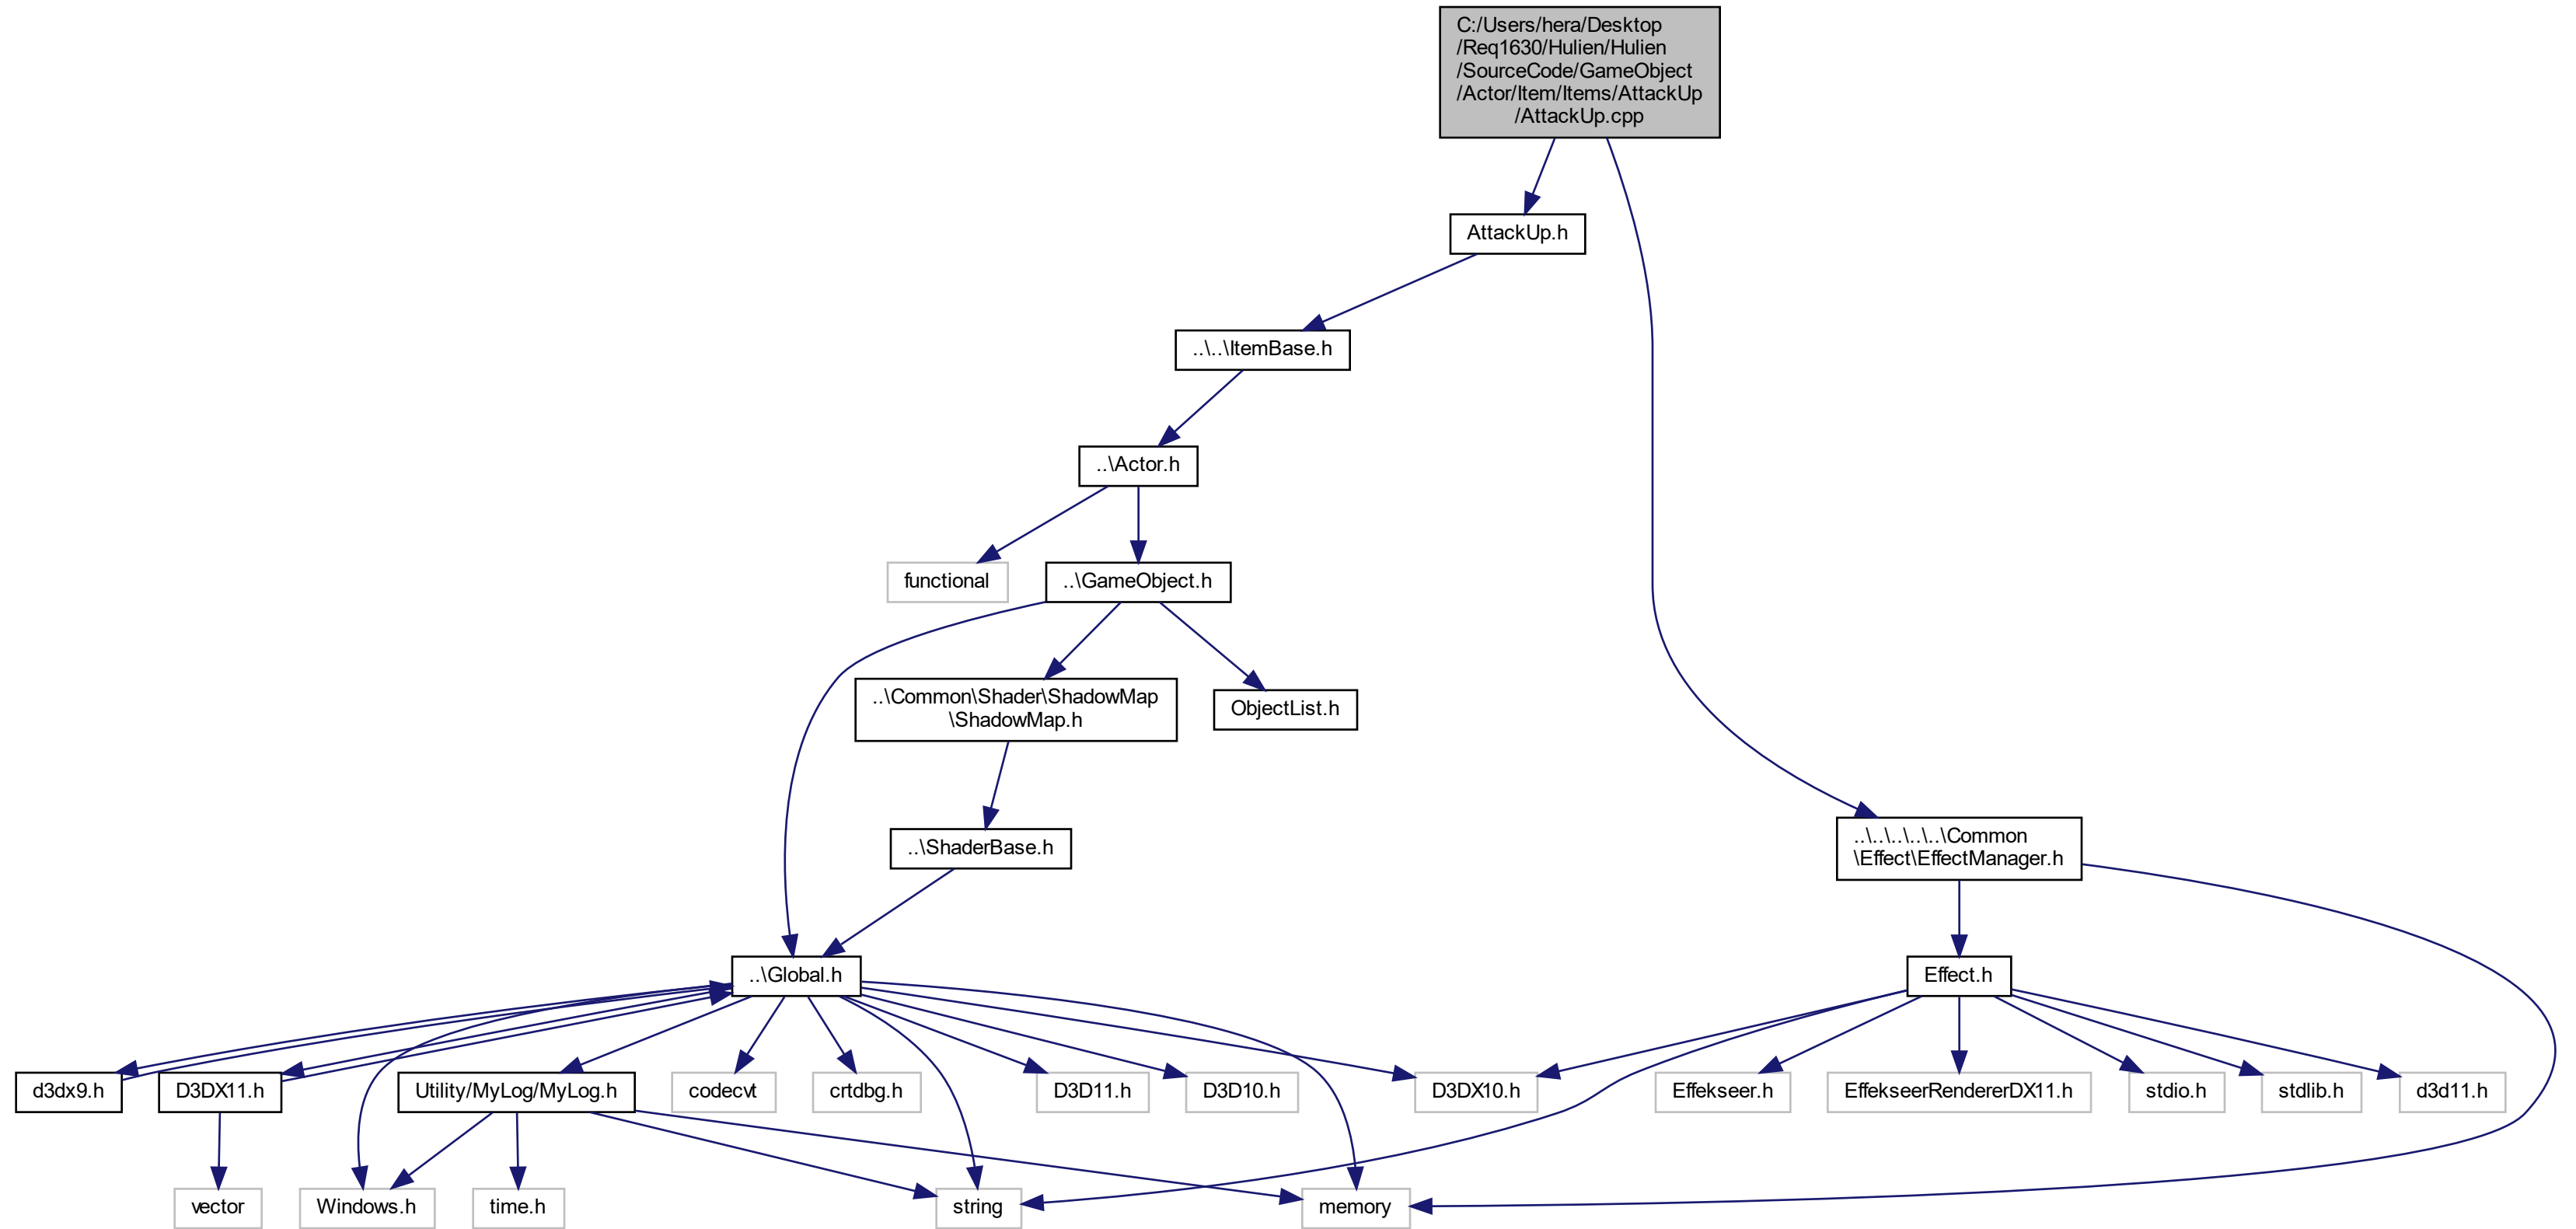 C:/Users/hera/Desktop
/Req1630/Hulien/Hulien
/SourceCode/GameObject
/Actor/Item/Items/AttackUp
/AttackUp.cpp
AttackUp.h
..\..\ItemBase.h
..\Actor.h
functional
..\GameObject.h
..\Common\Shader\ShadowMap
\ShadowMap.h
ObjectList.h
..\ShaderBase.h
..\..\..\..\..\Common
\Effect\EffectManager.h
..\Global.h
Effect.h
d3dx9.h
D3DX11.h
Utility/MyLog/MyLog.h
codecvt
crtdbg.h
D3D11.h
D3D10.h
D3DX10.h
Effekseer.h
EffekseerRendererDX11.h
stdio.h
stdlib.h
d3d11.h
vector
Windows.h
time.h
string
memory